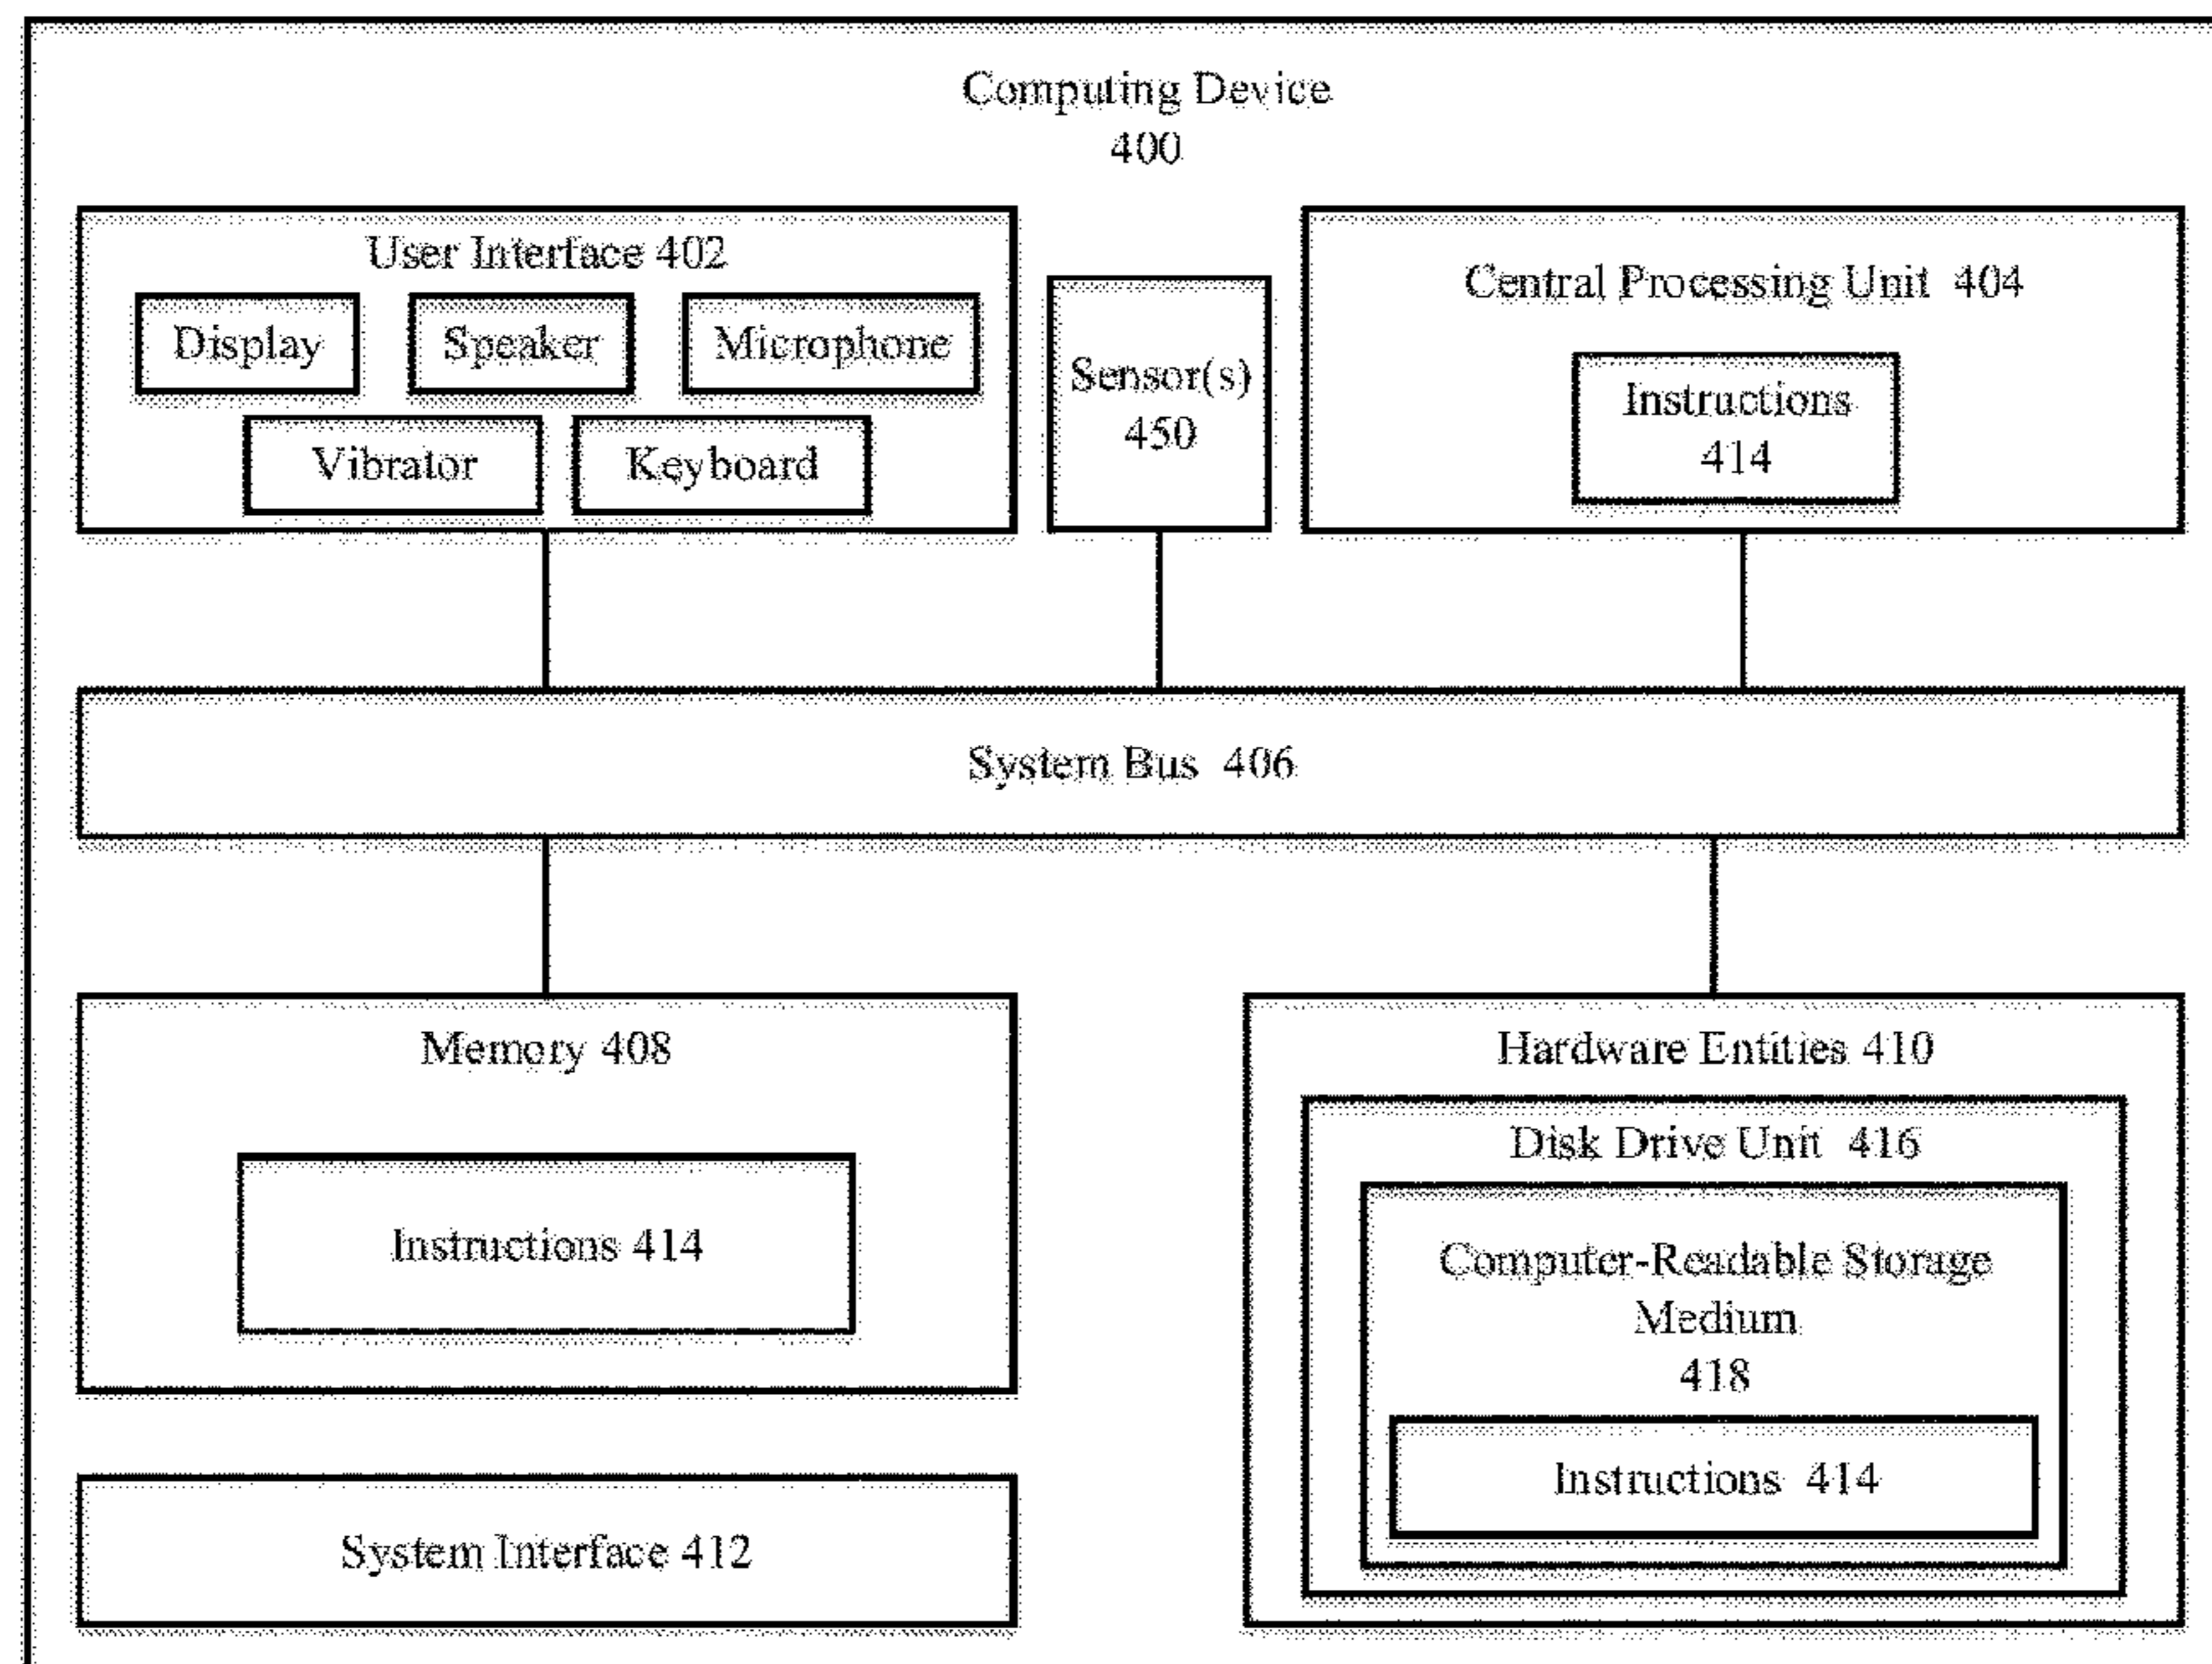 Computing Device
400
User Interface 402
Display
Speaker
Microphone
Vibrator
Keyboard
Sensor(s)
450
Central Processing Unit 404
Instructions
414
System Bus 406
Memory 408
Instructions 414
System Interface 412
Hardware Entities 410
Disk Drive Unit 416
Computer-Readable Storage
Medium
418
Instructions 414